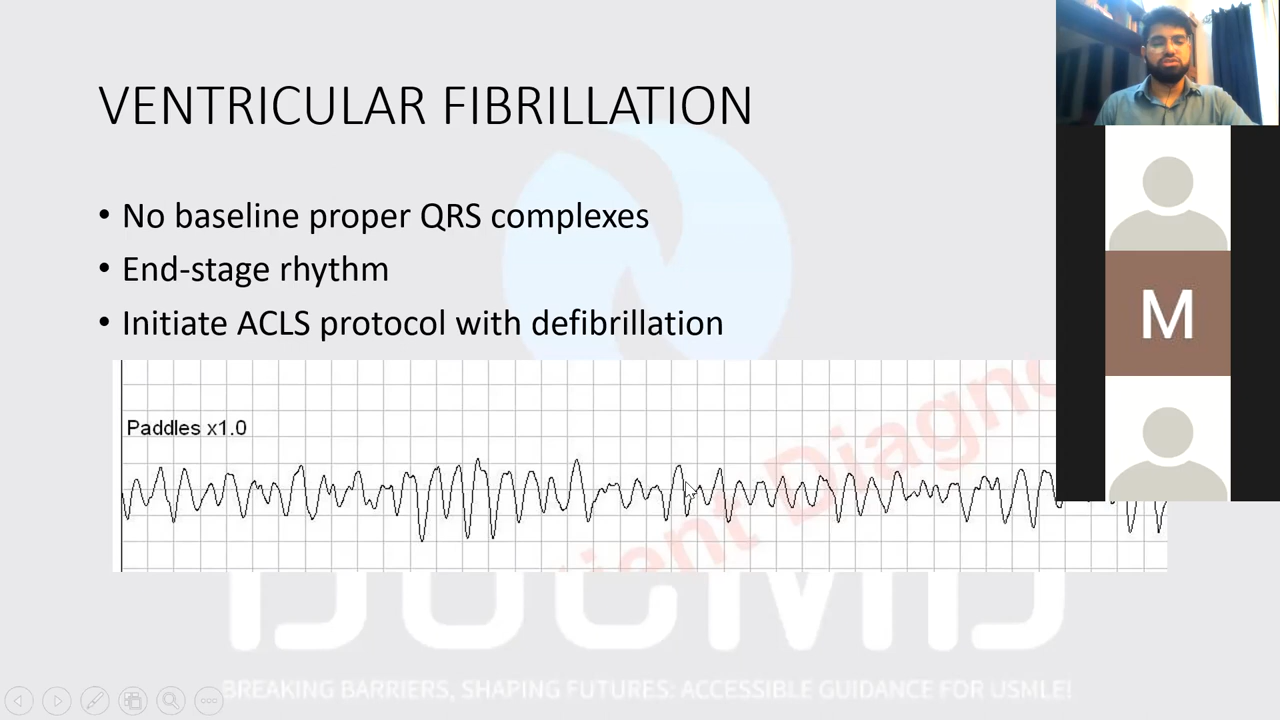 VENTRICULAR FIBRILLATION
• No baseline proper QRS complexes
• End-stage rhythm
• Initiate ACLS protocol with defibrillation
Paddles x1.0
M
BREAKING BARRIERS, SHAPING FUTURES: ACCESSIBLE GUIDANCE FOR USMLE!